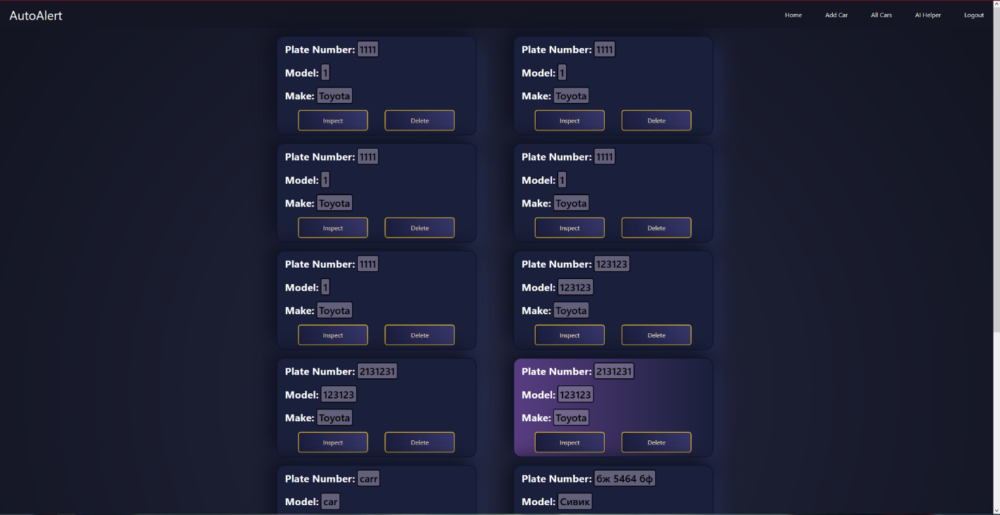 AutoAlert
Home Add Car All Cars AI Helper Logout
Plate Number: 1111
Model: 1
Make: Toyota
Inspect Delete
Plate Number: 1111
Model: 1
Make: Toyota
Inspect Delete
Plate Number: 1111
Model: 1
Make: Toyota
Inspect Delete
Plate Number: 1111
Model: 1
Make: Toyota
Inspect Delete
Plate Number: 1111
Model: 1
Make: Toyota
Inspect Delete
Plate Number: 123123
Model: 123123
Make: Toyota
Inspect Delete
Plate Number: 2131231
Model: 123123
Make: Toyota
Inspect Delete
Plate Number: 2131231
Model: 123123
Make: Toyota
Inspect Delete
Plate Number: carr
Model: car
Plate Number: бж 5464 бф
Model: Сивик